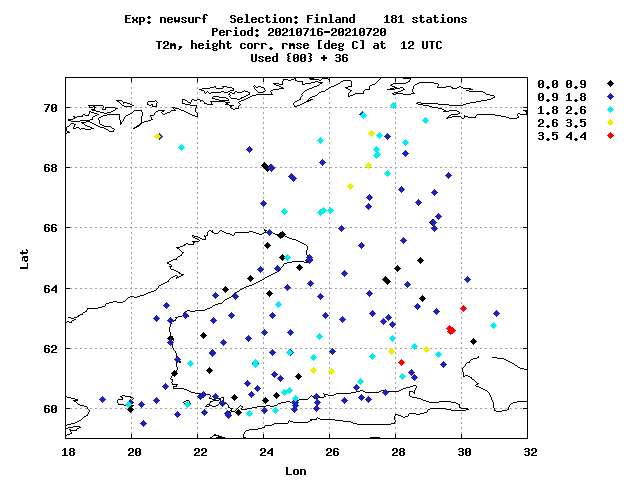 Exp: newsurf   Selection: Finland    181 stations
Period: 20210716-20210720
T2m, height corr. rmse [deg C] at  12 UTC
Used {00} + 36
0.0 0.9
0.9 1.8
1.8 2.6
2.6 3.5
3.5 4.4
70
68
66
64
62
60
Lat
18 20 22 24 26 28 30 32
Lon